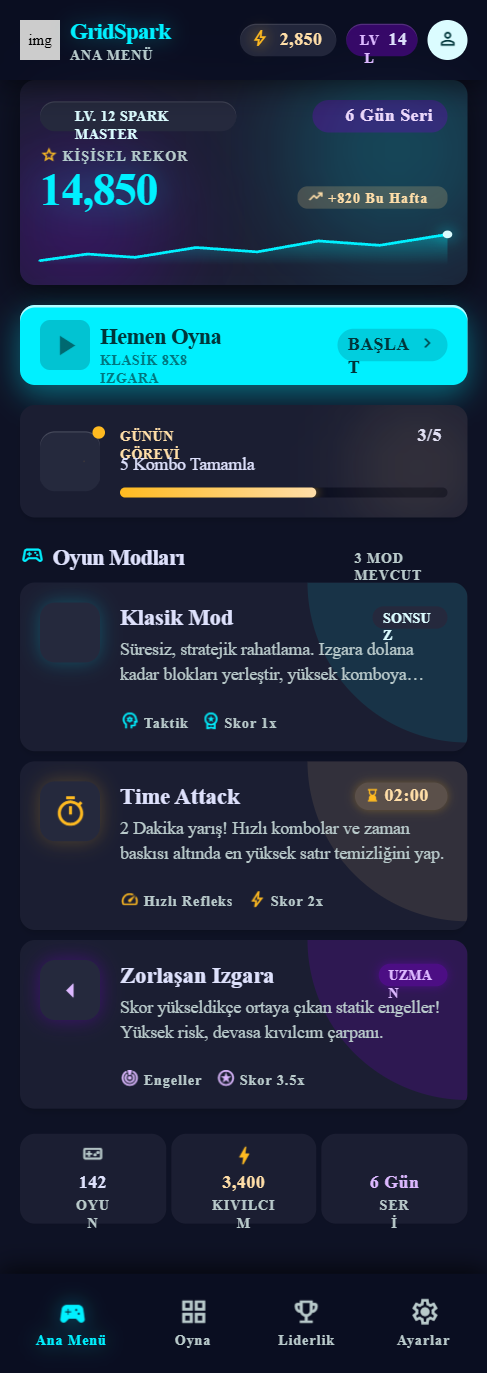 img
GridSpark
ANA MENÜ
2,850
LV
L
14
LV. 12 SPARK
MASTER
6 Gün Seri
KİŞİSEL REKOR
14,850
+820 Bu Hafta
Hemen Oyna
KLASİK 8X8
IZGARA
BAŞLA
T
GÜNÜN
GÖREVİ
3/5
5 Kombo Tamamla
Oyun Modları
3 MOD
MEVCUT
Klasik Mod
SONSU
Z
Süresiz, stratejik rahatlama. Izgara dolana
kadar blokları yerleştir, yüksek komboya…
Taktik
Skor 1x
Time Attack
02:00
2 Dakika yarış! Hızlı kombolar ve zaman
baskısı altında en yüksek satır temizliğini yap.
Hızlı Refleks
Skor 2x
Zorlaşan Izgara
UZMA
N
Skor yükseldikçe ortaya çıkan statik engeller!
Yüksek risk, devasa kıvılcım çarpanı.
Engeller
Skor 3.5x
142
OYU
N
3,400
KIVILCI
M
6 Gün
SER
İ
Ana Menü
Oyna
Liderlik
Ayarlar